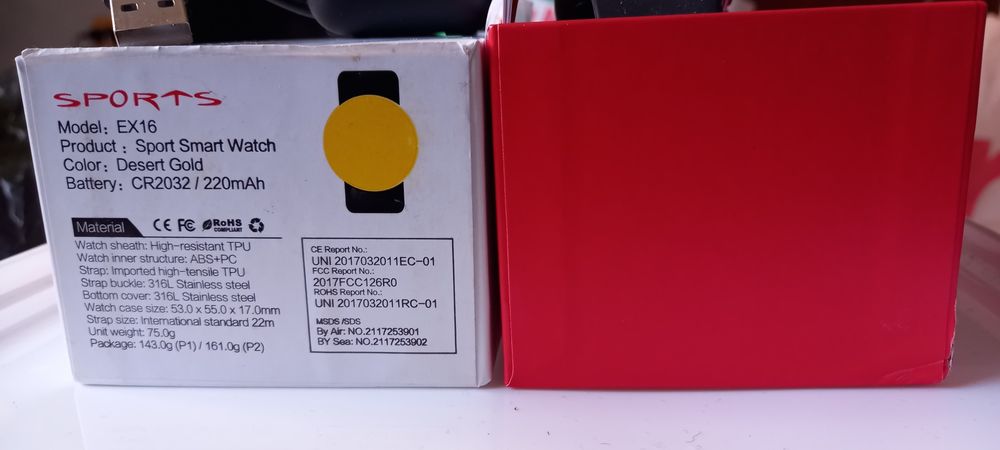 SPORTS
Model: EX16
Product : Sport Smart Watch
Color: Desert Gold
Battery: CR2032 / 220mAh
Material CE FC RoHS COMPLIANT
Watch sheath: High-resistant TPU
Watch inner structure: ABS+PC
Strap: Imported high-tensile TPU
Strap buckle: 316L Stainless steel
Bottom cover: 316L Stainless steel
Watch case size: 53.0 x 55.0 x 17.0mm
Strap size: International standard 22m
Unit weight: 75.0g
Package: 143.0g (P1) / 161.0g (P2)
CE Report No.:
UNI 2017032011EC-01
FCC Report No.:
2017FCC126R0
ROHS Report No.:
UNI 2017032011RC-01
MSDS /SDS
By Air: NO.2117253901
BY Sea: NO.2117253902